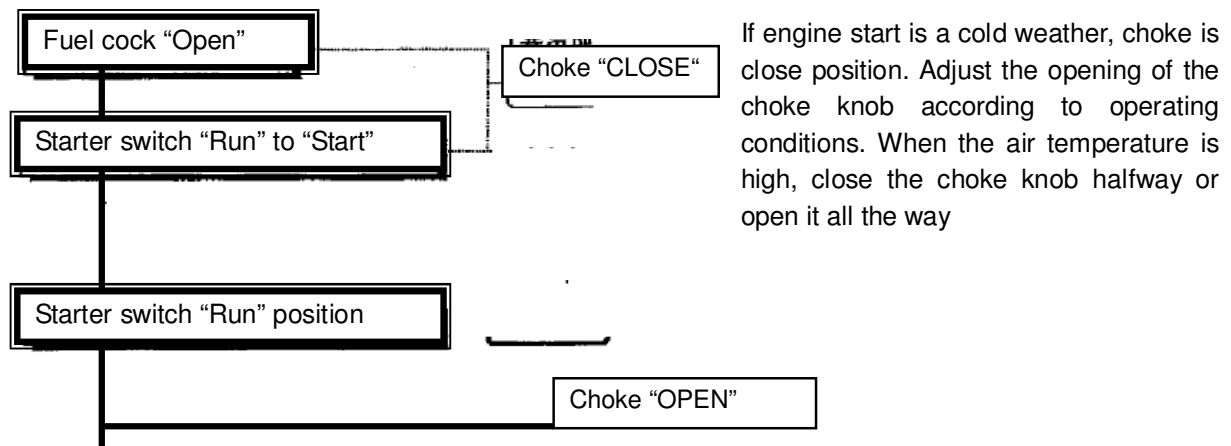 Fuel cock “Open”
Choke “CLOSE“
Starter switch “Run” to “Start”
Starter switch “Run” position
Choke “OPEN”
If engine start is a cold weather, choke is
close position. Adjust the opening of the
choke knob according to operating
conditions. When the air temperature is
high, close the choke knob halfway or
open it all the way